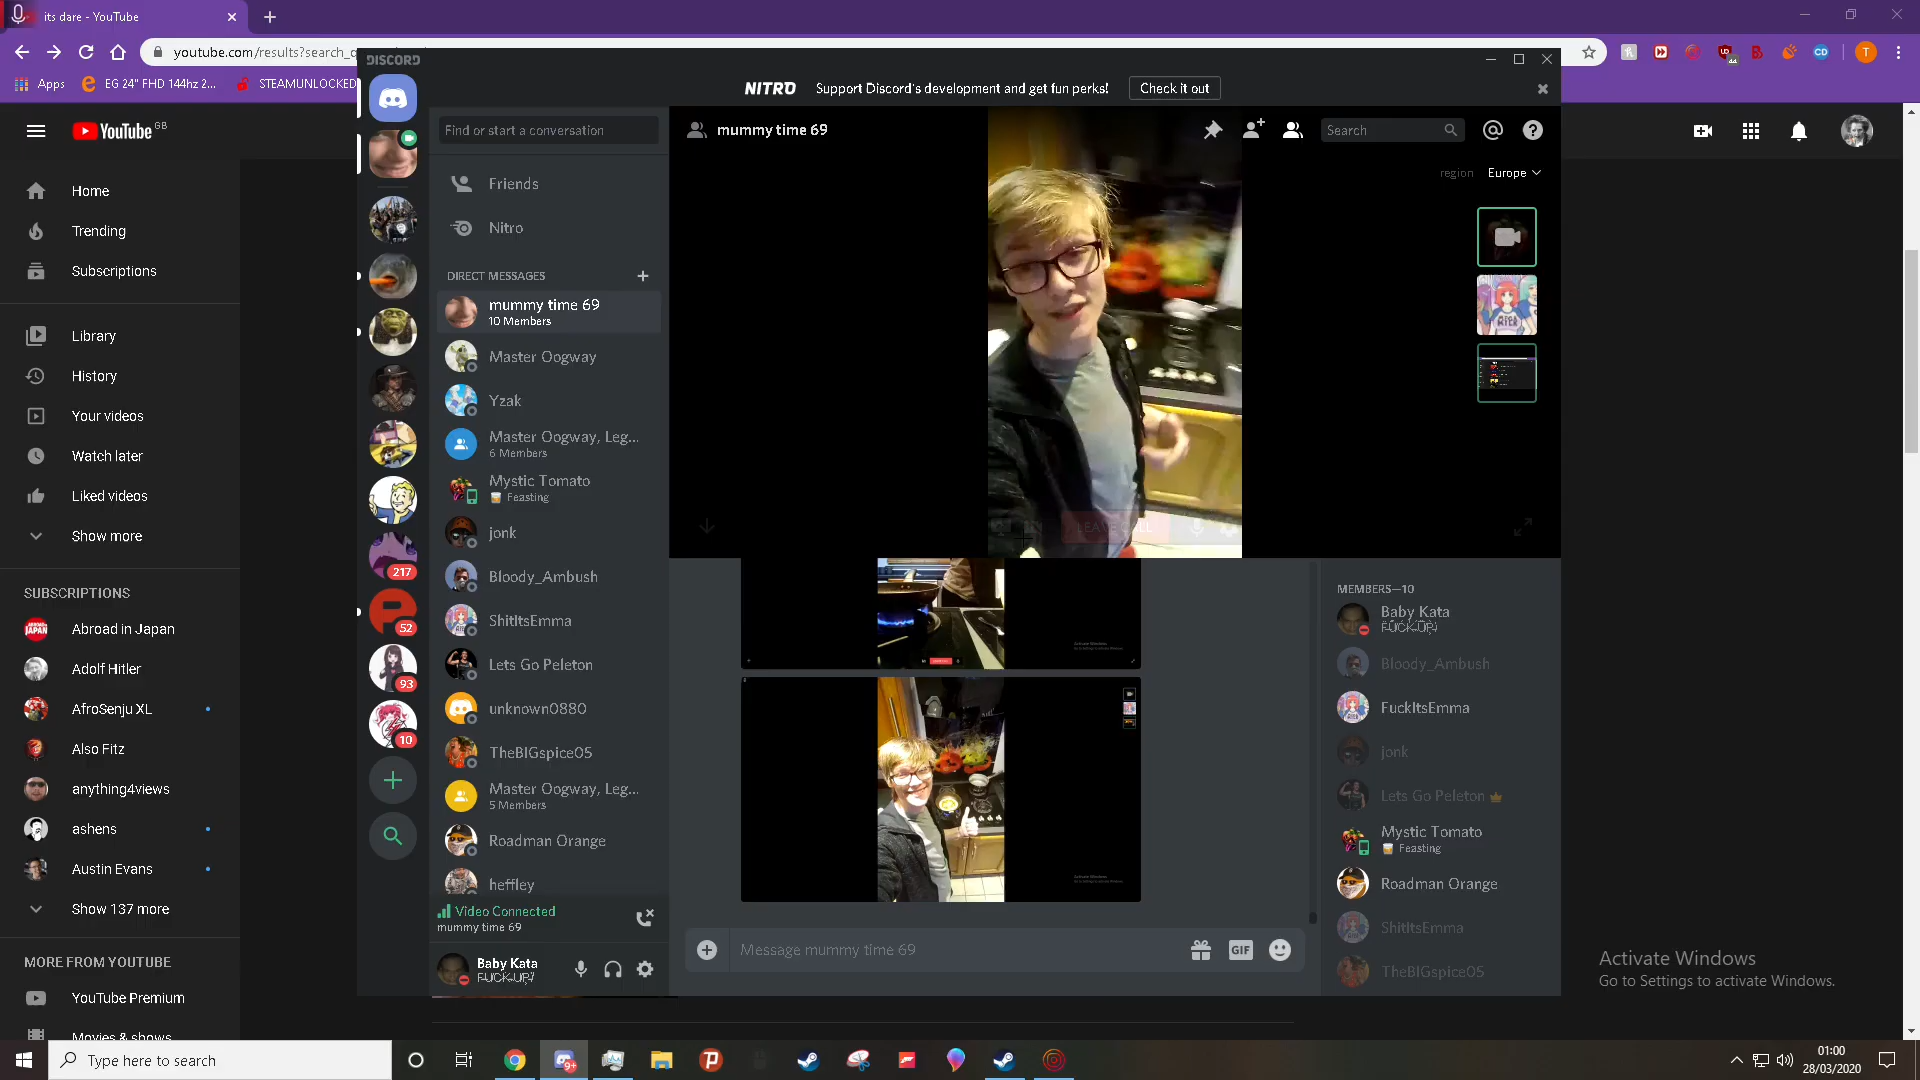 its dare - YouTube
youtube.com/results?search_q
Apps
EG 24" FHD 144hz 2...
STEAMUNLOCKED
DISCORD
NITRO Support Discord's development and get fun perks! Check it out
YouTube GB
Home
Trending
Subscriptions
Library
History
Your videos
Watch later
Liked videos
Show more
SUBSCRIPTIONS
Abroad in Japan
Adolf Hitler
AfroSenju XL
Also Fitz
anything4views
ashens
Austin Evans
Show 137 more
MORE FROM YOUTUBE
YouTube Premium
Movies & shows
217
52
93
10
Find or start a conversation
Friends
Nitro
DIRECT MESSAGES
mummy time 69
10 Members
Master Oogway
Yzak
Master Oogway, Leg...
6 Members
Mystic Tomato
Feasting
jonk
Bloody_Ambush
ShitItsEmma
Lets Go Peleton
unknown0880
TheBIGspice05
Master Oogway, Leg...
5 Members
Roadman Orange
heffley
Video Connected
mummy time 69
Baby Kata
mummy time 69
Search
region Europe
LEAVE CALL
Message mummy time 69
GIF
MEMBERS—10
Baby Kata
Bloody_Ambush
FuckItsEmma
jonk
Lets Go Peleton
Mystic Tomato
Feasting
Roadman Orange
ShitItsEmma
TheBIGspice05
Activate Windows
Go to Settings to activate Windows.
Type here to search
01:00
28/03/2020